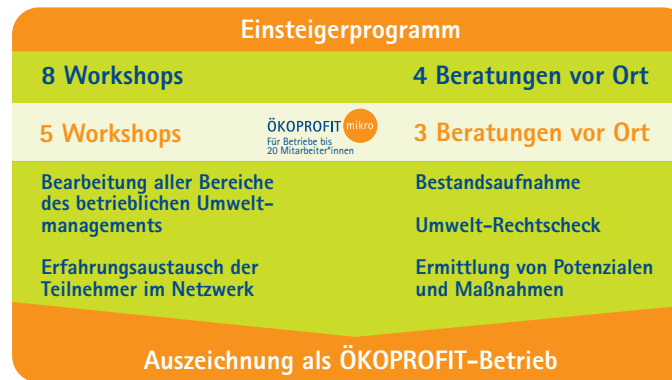 Einsteigerprogramm
8 Workshops
4 Beratungen vor Ort
5 Workshops
ÖKOPROFIT mikro
Für Betriebe bis
20 Mitarbeiter*innen
3 Beratungen vor Ort
Bearbeitung aller Bereiche
des betrieblichen Umwelt-
managements
Erfahrungsaustausch der
Teilnehmer im Netzwerk
Bestandsaufnahme
Umwelt-Rechtscheck
Ermittlung von Potenzialen
und Maßnahmen
Auszeichnung als ÖKOPROFIT-Betrieb